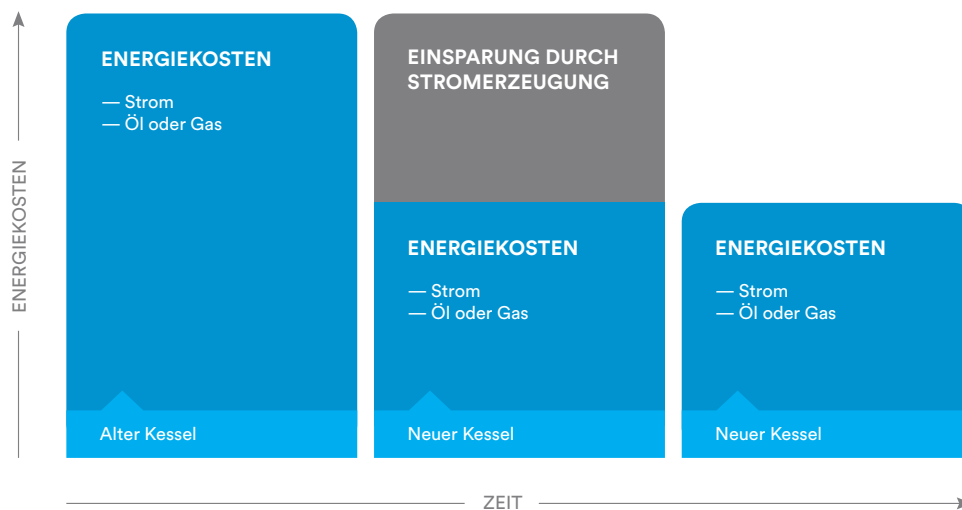 ENERGIEKOSTEN
ENERGIEKOSTEN
— Strom
— Öl oder Gas
Alter Kessel
EINSPARUNG DURCH
STROMERZEUGUNG
ENERGIEKOSTEN
— Strom
— Öl oder Gas
Neuer Kessel
ENERGIEKOSTEN
— Strom
— Öl oder Gas
Neuer Kessel
ZEIT